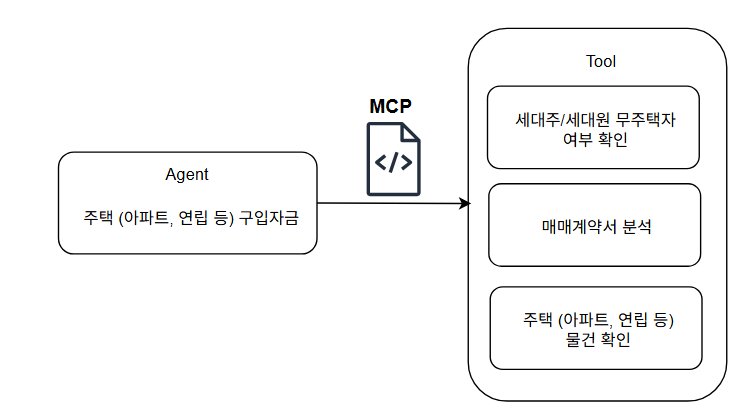 Tool
MCP
세대주/세대원 무주택자
여부 확인
</>
Agent
주택 (아파트, 연립 등) 구입자금
매매계약서 분석
주택 (아파트, 연립 등)
물건 확인